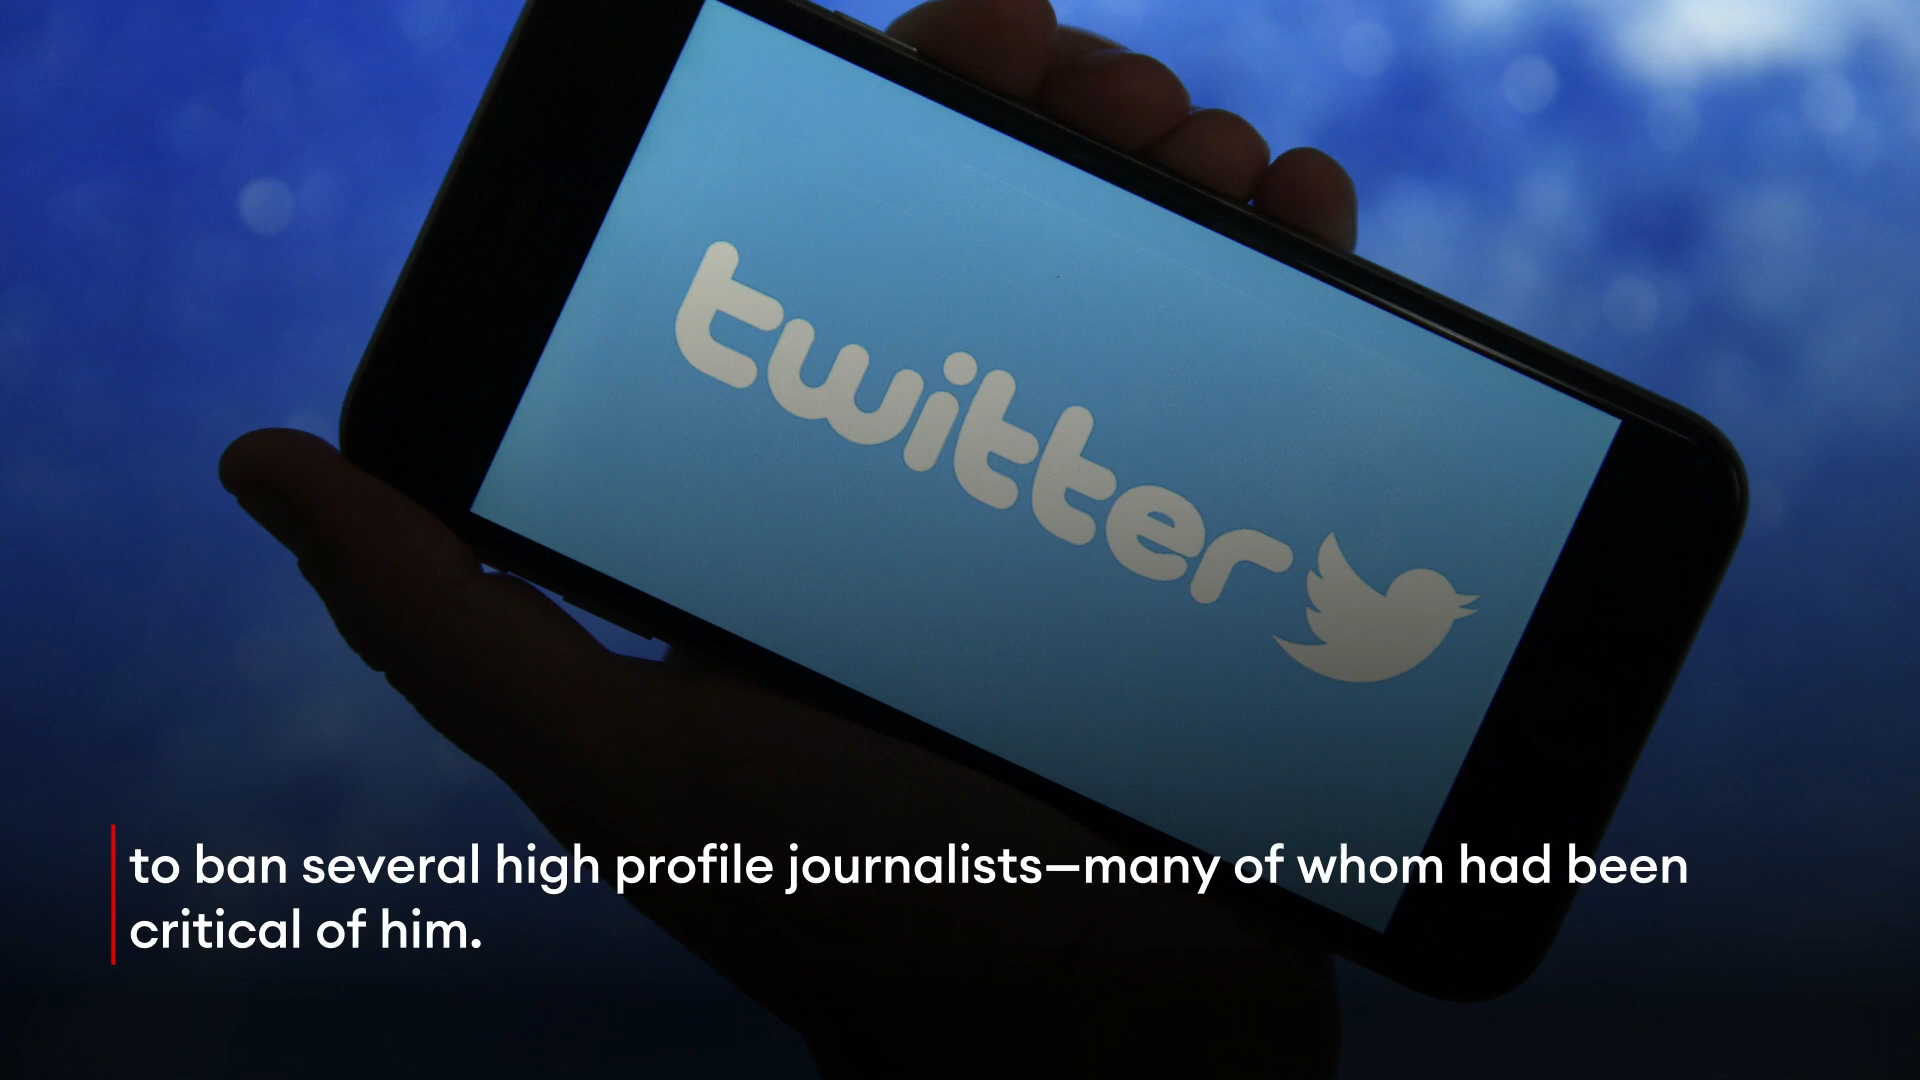 twitter
to ban several high profile journalists—many of whom had been
critical of him.